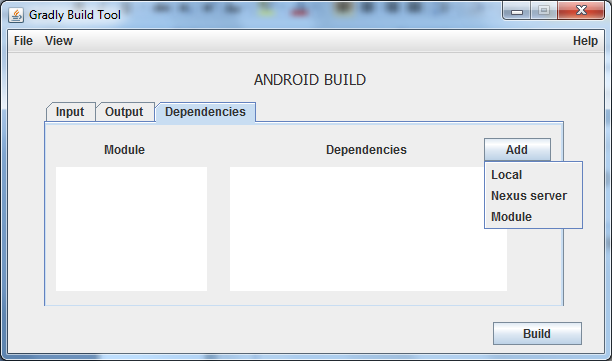 Gradly Build Tool
File View Help
ANDROID BUILD
Input Output Dependencies
Module Dependencies Add
Local
Nexus server
Module
Build